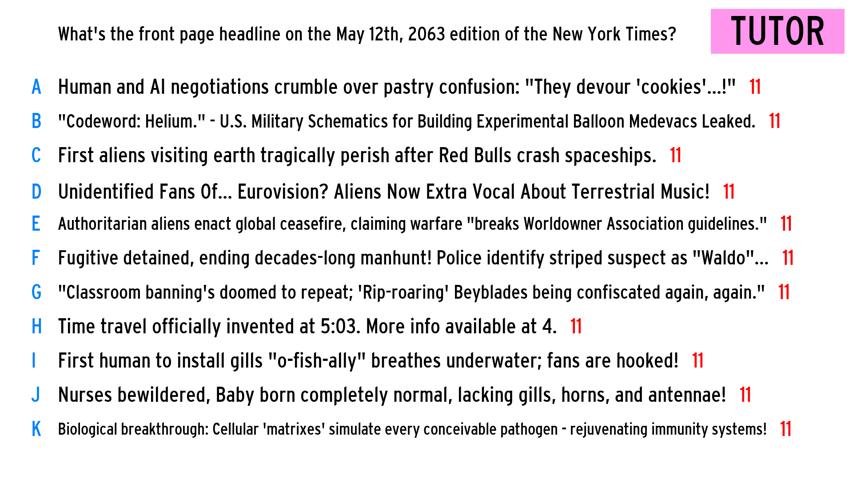 What's the front page headline on the May 12th, 2063 edition of the New York Times?
TUTOR
A Human and AI negotiations crumble over pastry confusion: "They devour 'cookies'...!" 11
B "Codeword: Helium." - U.S. Military Schematics for Building Experimental Balloon Medevacs Leaked. 11
C First aliens visiting earth tragically perish after Red Bulls crash spaceships. 11
D Unidentified Fans Of... Eurovision? Aliens Now Extra Vocal About Terrestrial Music! 11
E Authoritarian aliens enact global ceasefire, claiming warfare "breaks Worldowner Association guidelines." 11
F Fugitive detained, ending decades-long manhunt! Police identify striped suspect as "Waldo"... 11
G "Classroom banning's doomed to repeat; 'Rip-roaring' Beyblades being confiscated again, again." 11
H Time travel officially invented at 5:03. More info available at 4. 11
I First human to install gills "o-fish-ally" breathes underwater; fans are hooked! 11
J Nurses bewildered, Baby born completely normal, lacking gills, horns, and antennae! 11
K Biological breakthrough: Cellular 'matrixes' simulate every conceivable pathogen - rejuvenating immunity systems! 11